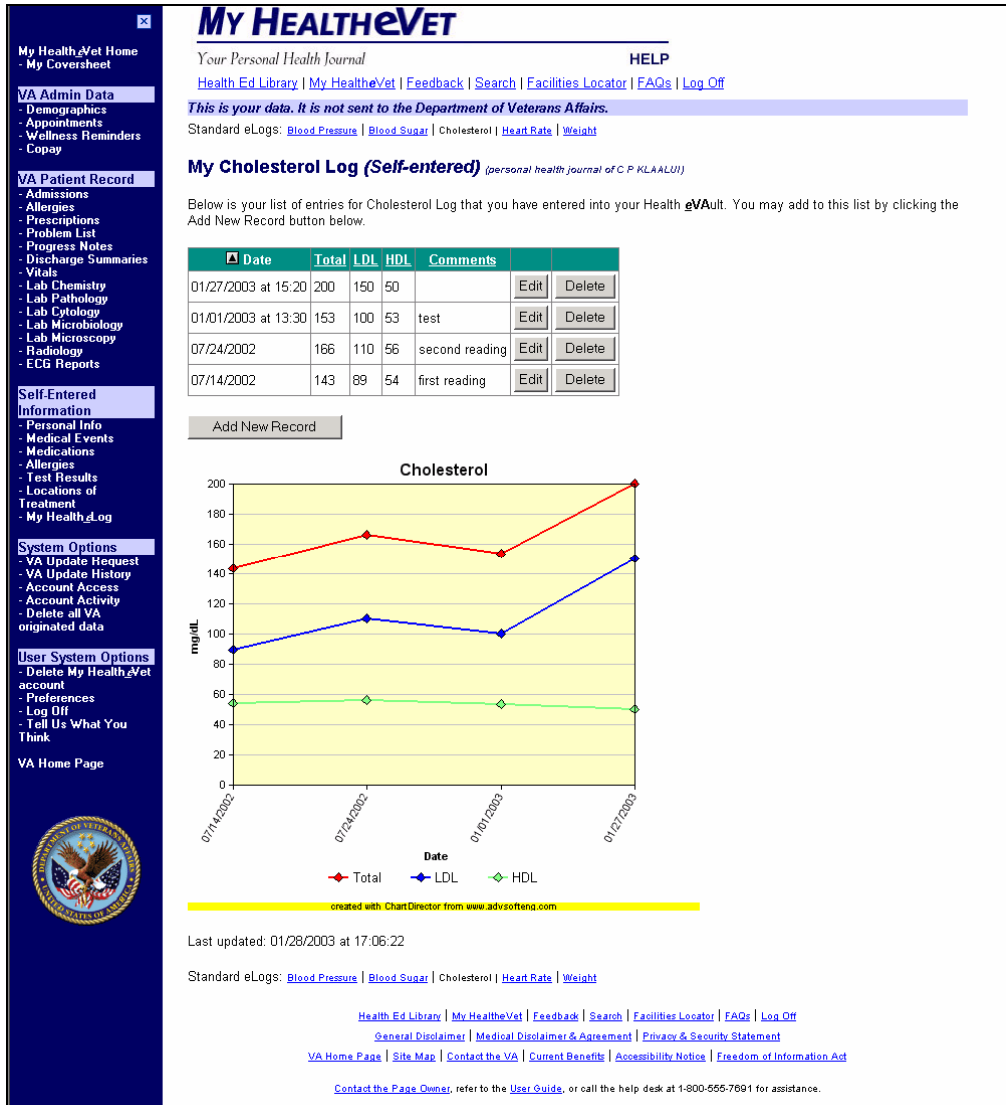 My HealtheVet Home
- My Coversheet
VA Admin Data
- Demographics
- Appointments
- Wellness Reminders
- Copay
VA Patient Record
- Admissions
- Allergies
- Prescriptions
- Problem List
- Progress Notes
- Discharge Summaries
- Vitals
- Lab Chemistry
- Lab Pathology
- Lab Cytology
- Lab Microbiology
- Lab Microscopy
- Radiology
- ECG Reports
Self-Entered
Information
- Personal Info
- Medical Events
- Medications
- Allergies
- Test Results
- Locations of
Treatment
- My HealtheLog
System Options
- VA Update Request
- VA Update History
- Account Access
- Account Activity
- Delete all VA
originated data
User System Options
- Delete My HealtheVet
account
- Preferences
- Log Off
- Tell Us What You
Think
VA Home Page
DEPARTMENT OF VETERANS AFFAIRS
UNITED STATES OF AMERICA
MY HEALTHeVET
Your Personal Health Journal HELP
Health Ed Library | My HealtheVet | Feedback | Search | Facilities Locator | FAQs | Log Off
This is your data. It is not sent to the Department of Veterans Affairs.
Standard eLogs: Blood Pressure | Blood Sugar | Cholesterol | Heart Rate | Weight
My Cholesterol Log (Self-entered) (personal health journal of C P KLAALUI)
Below is your list of entries for Cholesterol Log that you have entered into your Health eVAult. You may add to this list by clicking the
Add New Record button below.
Date Total LDL HDL Comments
01/27/2003 at 15:20 200 150 50 Edit Delete
01/01/2003 at 13:30 153 100 53 test Edit Delete
07/24/2002 166 110 56 second reading Edit Delete
07/14/2002 143 89 54 first reading Edit Delete
Add New Record
Cholesterol
200
180
160
140
120
100
80
60
40
20
0
mg/dL
07/14/2002 07/24/2002 01/01/2003 01/27/2003
Date
Total LDL HDL
created with ChartDirector from www.advsofteng.com
Last updated: 01/28/2003 at 17:06:22
Standard eLogs: Blood Pressure | Blood Sugar | Cholesterol | Heart Rate | Weight
Health Ed Library | My HealtheVet | Feedback | Search | Facilities Locator | FAQs | Log Off
General Disclaimer | Medical Disclaimer & Agreement | Privacy & Security Statement
VA Home Page | Site Map | Contact the VA | Current Benefits | Accessibility Notice | Freedom of Information Act
Contact the Page Owner, refer to the User Guide, or call the help desk at 1-800-555-7691 for assistance.